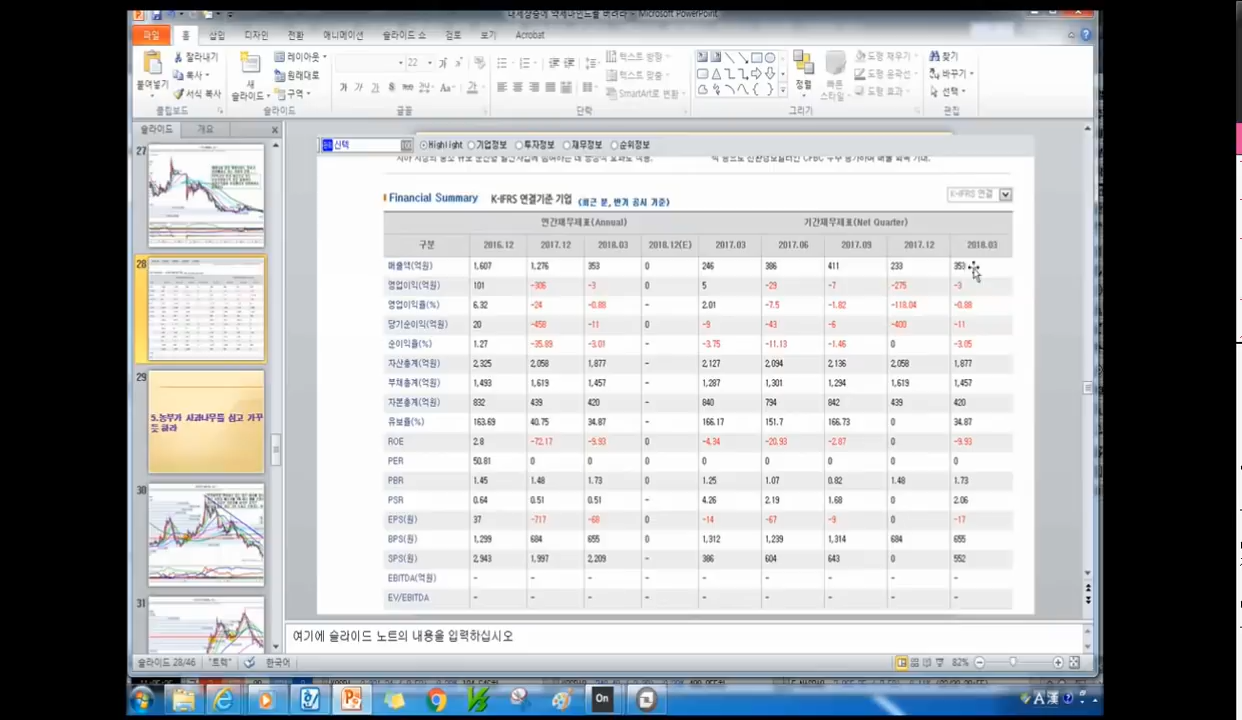 내재상승에 역세마인드를 버려라 - Microsoft PowerPoint
파일 홈 삽입 디자인 전환 애니메이션 슬라이드 쇼 검토 보기 Acrobat
붙여넣기
잘라내기
복사
서식 복사
클립보드
새 슬라이드
레이아웃
원래대로
구역
슬라이드
22
글꼴
텍스트 방향
텍스트 맞춤
SmartArt로 변환
단락
정렬
빠른 스타일
도형 채우기
도형 윤곽선
도형 효과
그리기
찾기
바꾸기
선택
편집
슬라이드 개요
27
28
29
5.농부가 사과나무를 심고 가꾸듯 하라
30
31
신텍 Highlight 기업정보 투자정보 재무정보 순위정보
Financial Summary K-IFRS 연결기준 기업 (최근 분, 반기 공시 기준) K-IFRS 연결
연간재무제표(Annual) 기간재무제표(Net Quarter)
구분 2016.12 2017.12 2018.03 2018.12(E) 2017.03 2017.06 2017.09 2017.12 2018.03
매출액(억원) 1,607 1,276 353 0 246 386 411 233 353
영업이익(억원) 101 -306 -3 0 5 -29 -7 -275 -3
영업이익률(%) 6.32 -24 -0.88 - 2.01 -7.5 -1.82 -118.04 -0.88
당기순이익(억원) 20 -458 -11 0 -9 -43 -6 -400 -11
순이익률(%) 1.27 -35.89 -3.01 - -3.75 -11.13 -1.46 0 -3.05
자산총계(억원) 2,325 2,058 1,877 - 2,127 2,094 2,136 2,058 1,877
부채총계(억원) 1,493 1,619 1,457 - 1,287 1,301 1,294 1,619 1,457
자본총계(억원) 832 439 420 - 840 794 842 439 420
유보률(%) 163.69 40.75 34.87 - 166.17 151.7 166.73 0 34.87
ROE 2.8 -72.17 -9.93 0 -4.34 -20.93 -2.87 0 -9.93
PER 50.81 0 0 0 0 0 0 0 0
PBR 1.45 1.48 1.73 0 1.25 1.07 0.82 1.48 1.73
PSR 0.64 0.51 0.51 0 4.26 2.19 1.68 0 2.06
EPS(원) 37 -717 -68 0 -14 -67 -9 0 -17
BPS(원) 1,299 684 655 0 1,312 1,239 1,314 684 655
SPS(원) 2,943 1,997 2,209 - 386 604 643 0 552
EBITDA(억원) - - - - - - - - -
EV/EBITDA - - - - - - - - -
여기에 슬라이드 노트의 내용을 입력하십시오
슬라이드 28/46 "트랙" 한국어 82%
On
A 漢